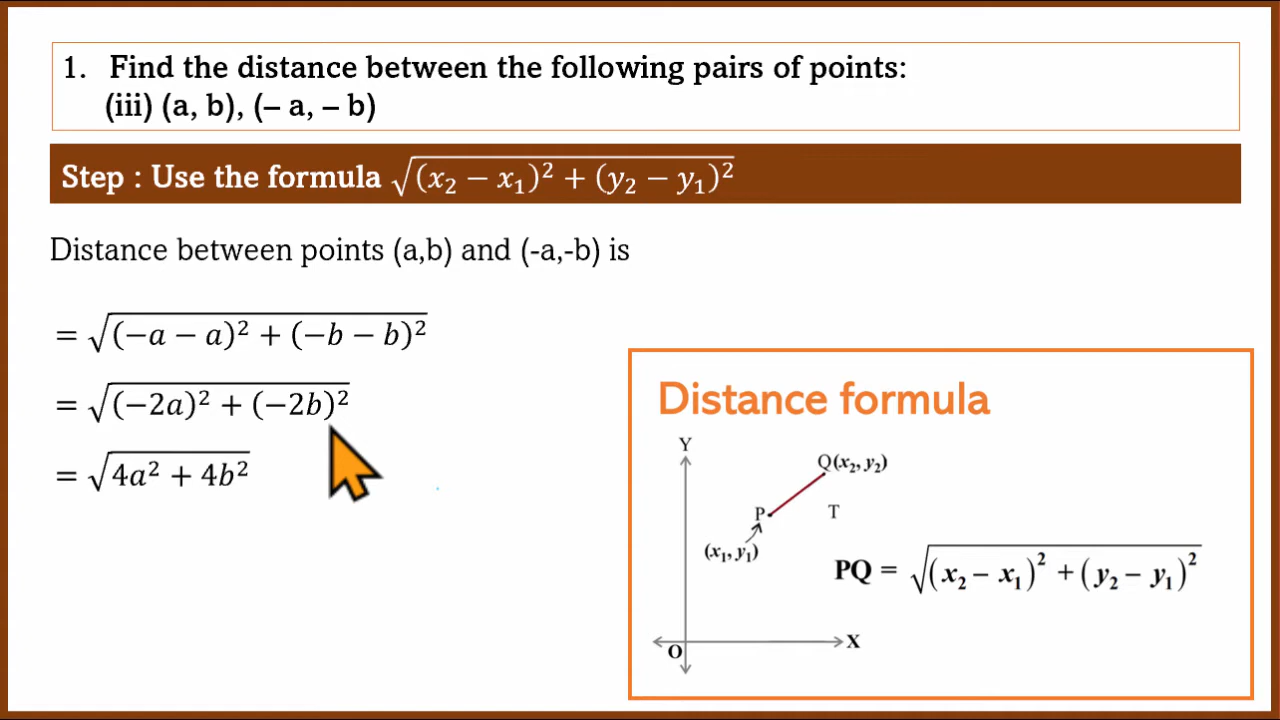 1. Find the distance between the following pairs of points:
(iii) (a, b), (– a, – b)
Step : Use the formula √(x₂ − x₁)² + (y₂ − y₁)²
Distance between points (a,b) and (-a,-b) is
= √(−a − a)² + (−b − b)²
= √(−2a)² + (−2b)²
= √4a² + 4b²
Distance formula
Y
Q(x₂, y₂)
P
T
(x₁, y₁)
PQ = √(x₂ − x₁)² + (y₂ − y₁)²
X
O